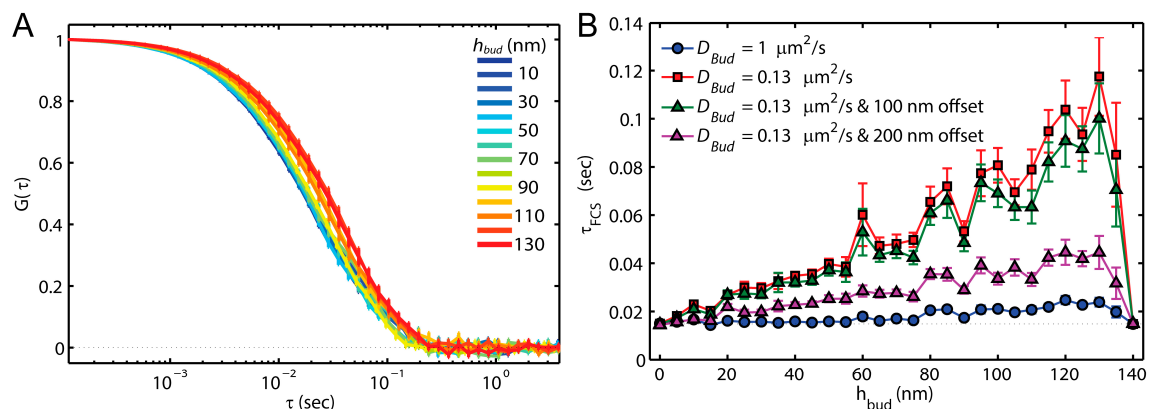 A
h_bud (nm)
10
30
50
70
90
110
130
G(τ)
1
0.8
0.6
0.4
0.2
0
10⁻³
10⁻²
10⁻¹
10⁰
τ (sec)
B
D_Bud = 1 μm²/s
D_Bud = 0.13 μm²/s
D_Bud = 0.13 μm²/s & 100 nm offset
D_Bud = 0.13 μm²/s & 200 nm offset
τ_FCS (sec)
0.14
0.12
0.1
0.08
0.06
0.04
0.02
0
0 20 40 60 80 100 120 140
h_bud (nm)